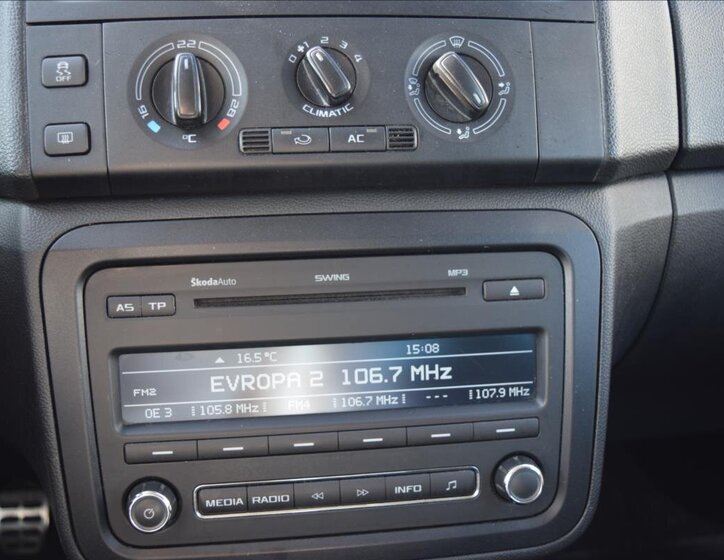 22
0 1 2 3 4
OFF
16 28
CLIMATIC
°C
AC
ŠkodaAuto SWING MP3
AS TP
16.5°C 15:08
EVROPA 2 106.7 MHz
FM2
OE 3 105.8 MHz FM4 106.7 MHz --- 107.9 MHz
MEDIA RADIO INFO